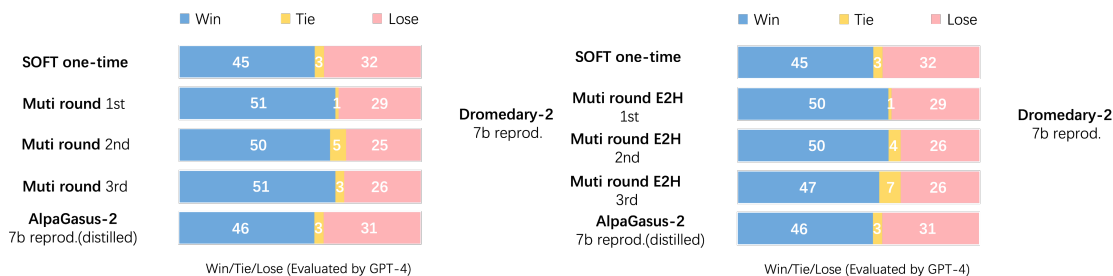 Win Tie Lose
SOFT one-time 45 3 32
Muti round 1st 51 1 29
Muti round 2nd 50 5 25
Muti round 3rd 51 3 26
AlpaGasus-2
7b reprod.(distilled) 46 3 31
Dromedary-2
7b reprod.
Win/Tie/Lose (Evaluated by GPT-4)
Win Tie Lose
SOFT one-time 45 3 32
Muti round E2H
1st 50 1 29
Muti round E2H
2nd 50 4 26
Muti round E2H
3rd 47 7 26
AlpaGasus-2
7b reprod.(distilled) 46 3 31
Dromedary-2
7b reprod.
Win/Tie/Lose (Evaluated by GPT-4)